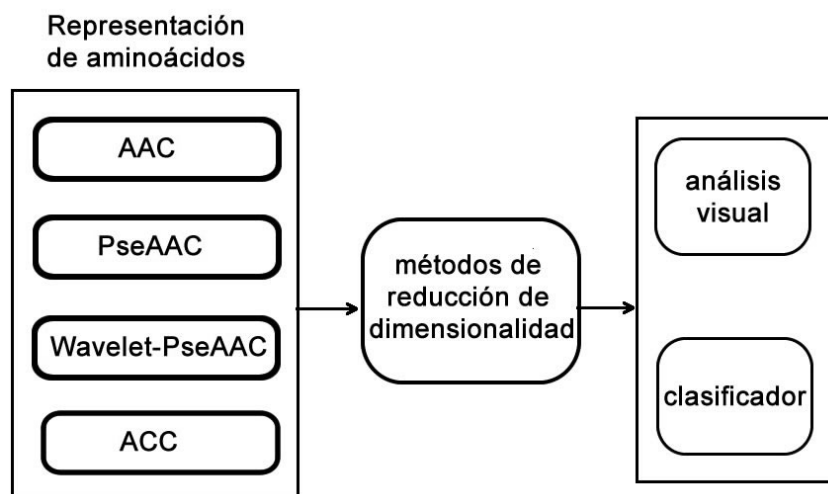 Representación
de aminoácidos
AAC
PseAAC
Wavelet-PseAAC
ACC
métodos de
reducción de
dimensionalidad
análisis
visual
clasificador